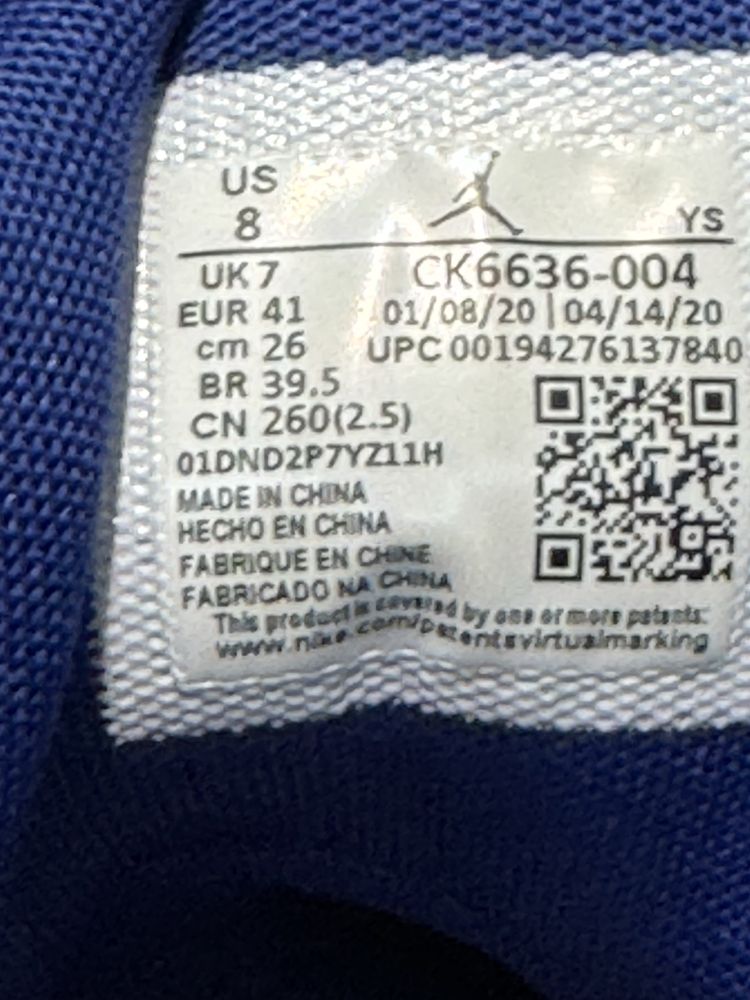 US
8
YS
UK 7
CK6636-004
EUR 41
01/08/20 | 04/14/20
cm 26
UPC 00194276137840
BR 39.5
CN 260(2.5)
01DND2P7YZ11H
MADE IN CHINA
HECHO EN CHINA
FABRIQUE EN CHINE
FABRICADO NA CHINA
This product is covered by one or more patents:
www.nike.com/patentsvirtualmarking